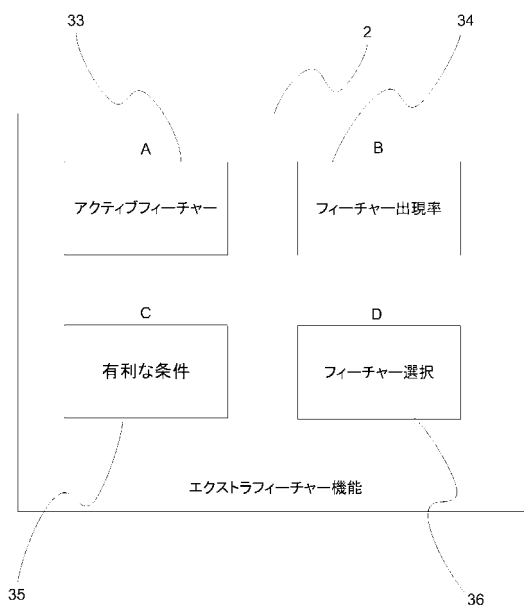 33
2
34
A
B
アクティブフィーチャー
フィーチャー出現率
C
D
有利な条件
フィーチャー選択
エクストラフィーチャー機能
35
36